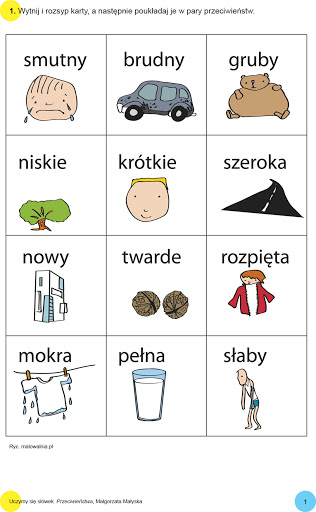 1. Wytnij i rozsyp karty, a następnie poukładaj je w pary przeciwieństw.
smutny brudny gruby
niskie krótkie szeroka
nowy twarde rozpięta
mokra pełna słaby
Ryc. malowalnia.pl
Uczymy się słówek. Przeciwieństwa, Małgorzata Małyska
1